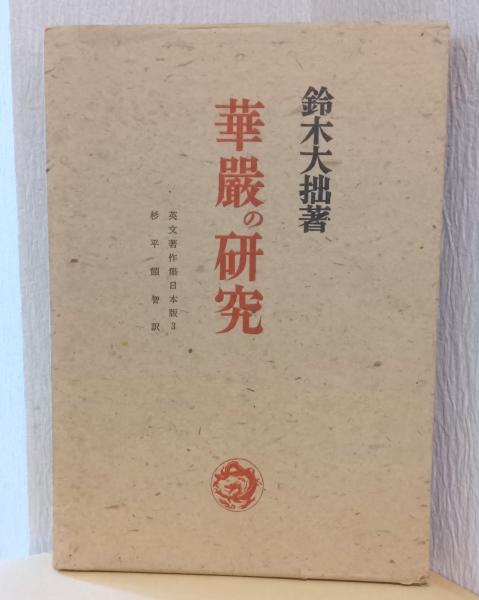 鈴木大拙著
華嚴の研究
英文著作集日本版3
杉平顗智訳